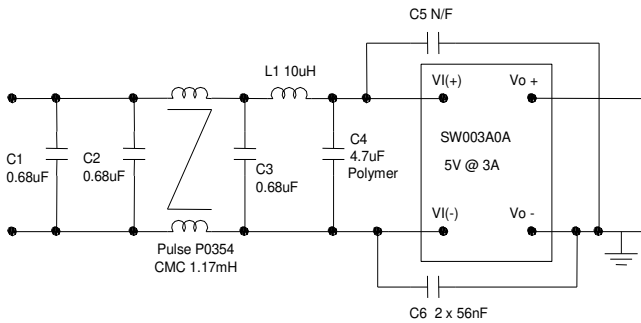 C5 N/F
L1 10uH
VI(+)
Vo +
C1
0.68uF
C2
0.68uF
C3
0.68uF
C4
4.7uF
Polymer
SW003A0A
5V @ 3A
VI(-)
Vo -
Pulse P0354
CMC 1.17mH
C6 2 x 56nF